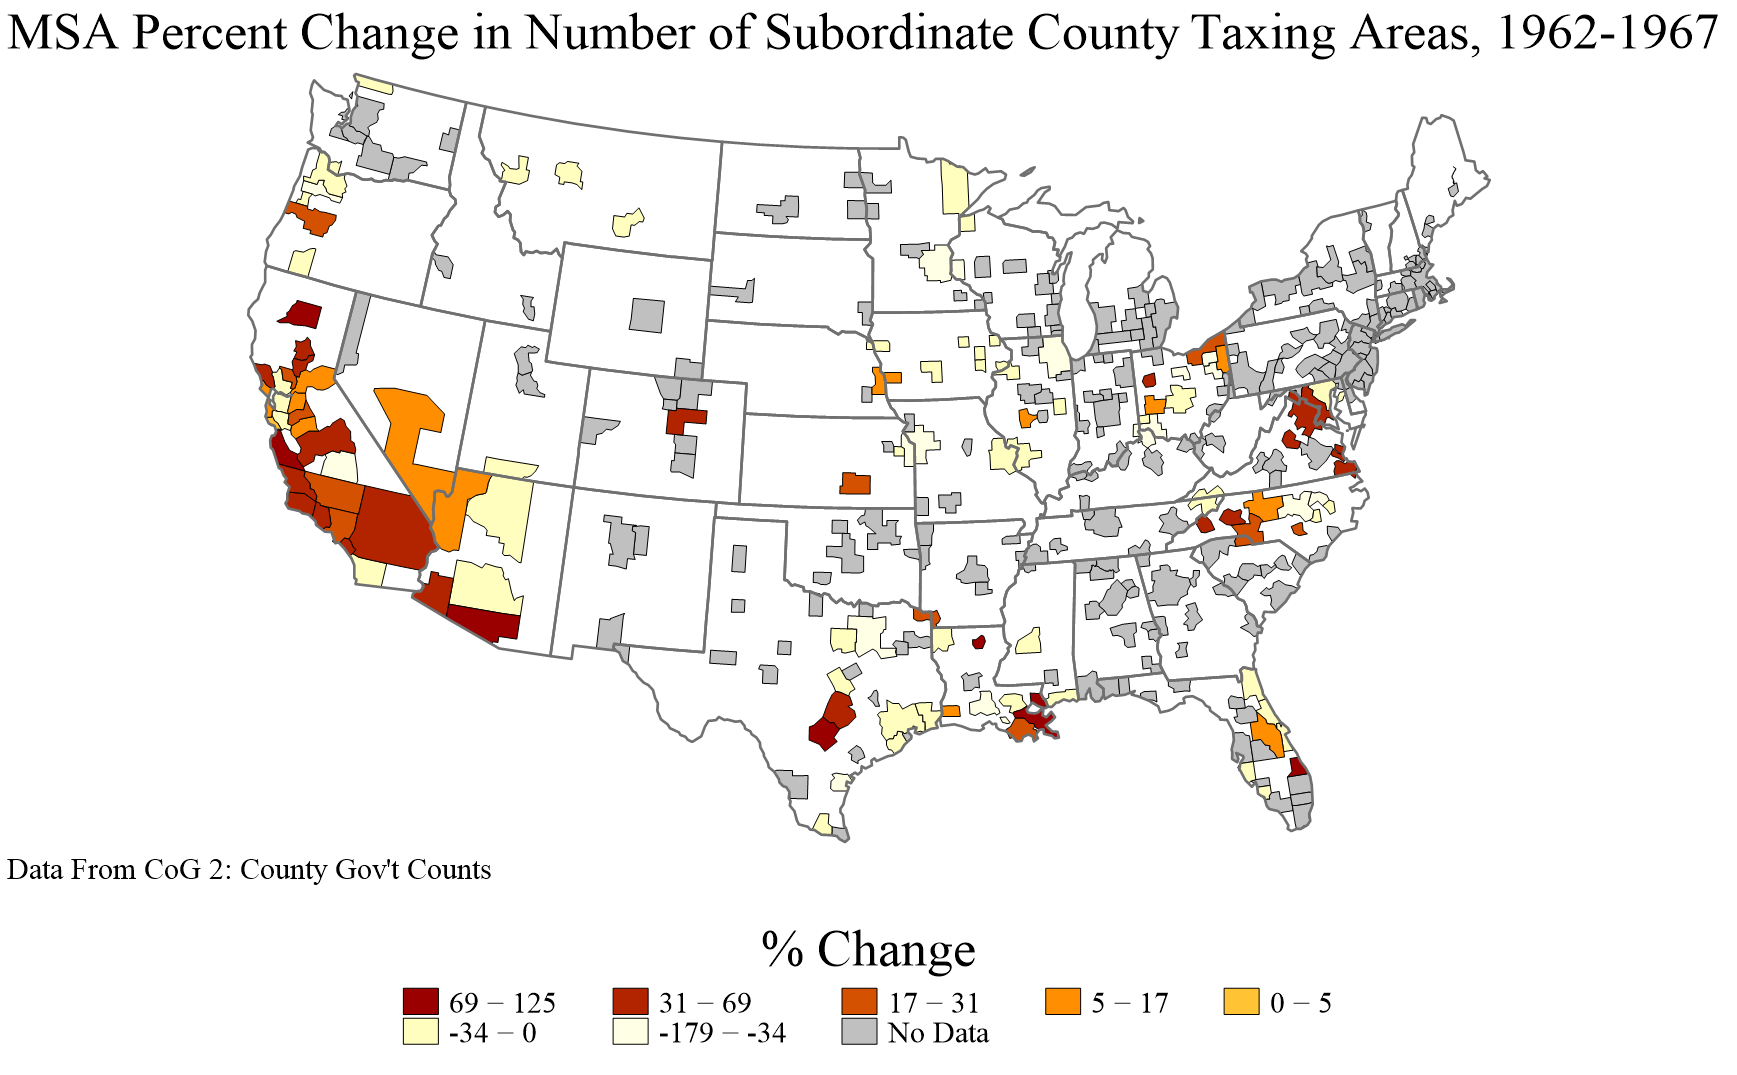 MSA Percent Change in Number of Subordinate County Taxing Areas, 1962-1967
Data From CoG 2: County Gov't Counts
% Change
69 – 125
31 – 69
17 – 31
5 – 17
0 – 5
-34 – 0
-179 – -34
No Data